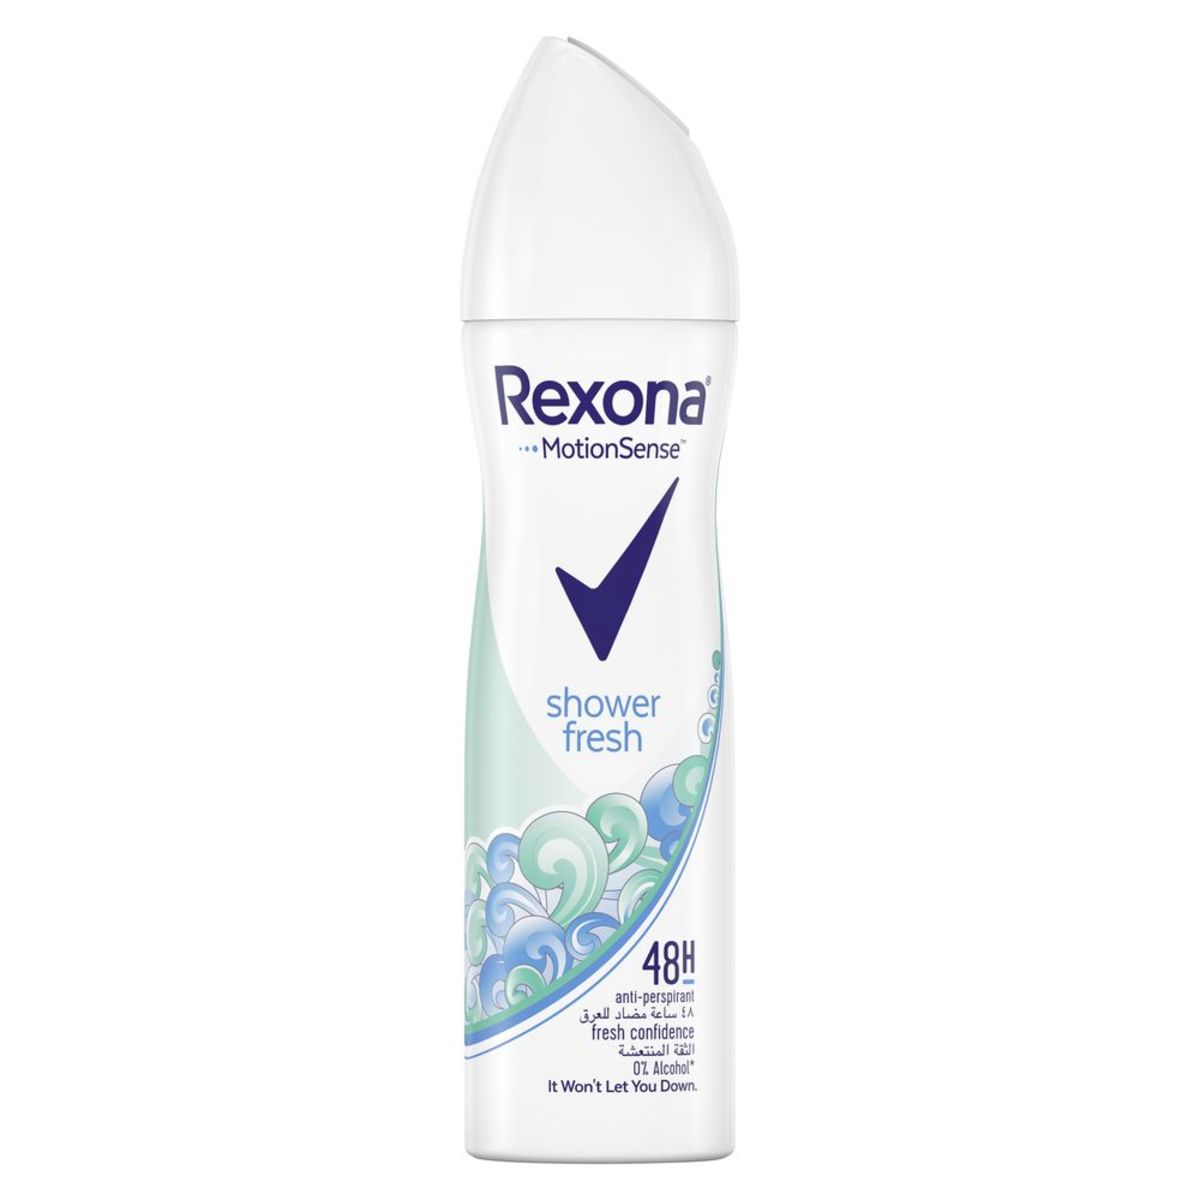 Rexona®
MotionSense™
shower
fresh
48H
anti-perspirant
٤٨ ساعة مضاد للعرق
fresh confidence
الثقة المنتعشة
0% Alcohol*
It Won't Let You Down.